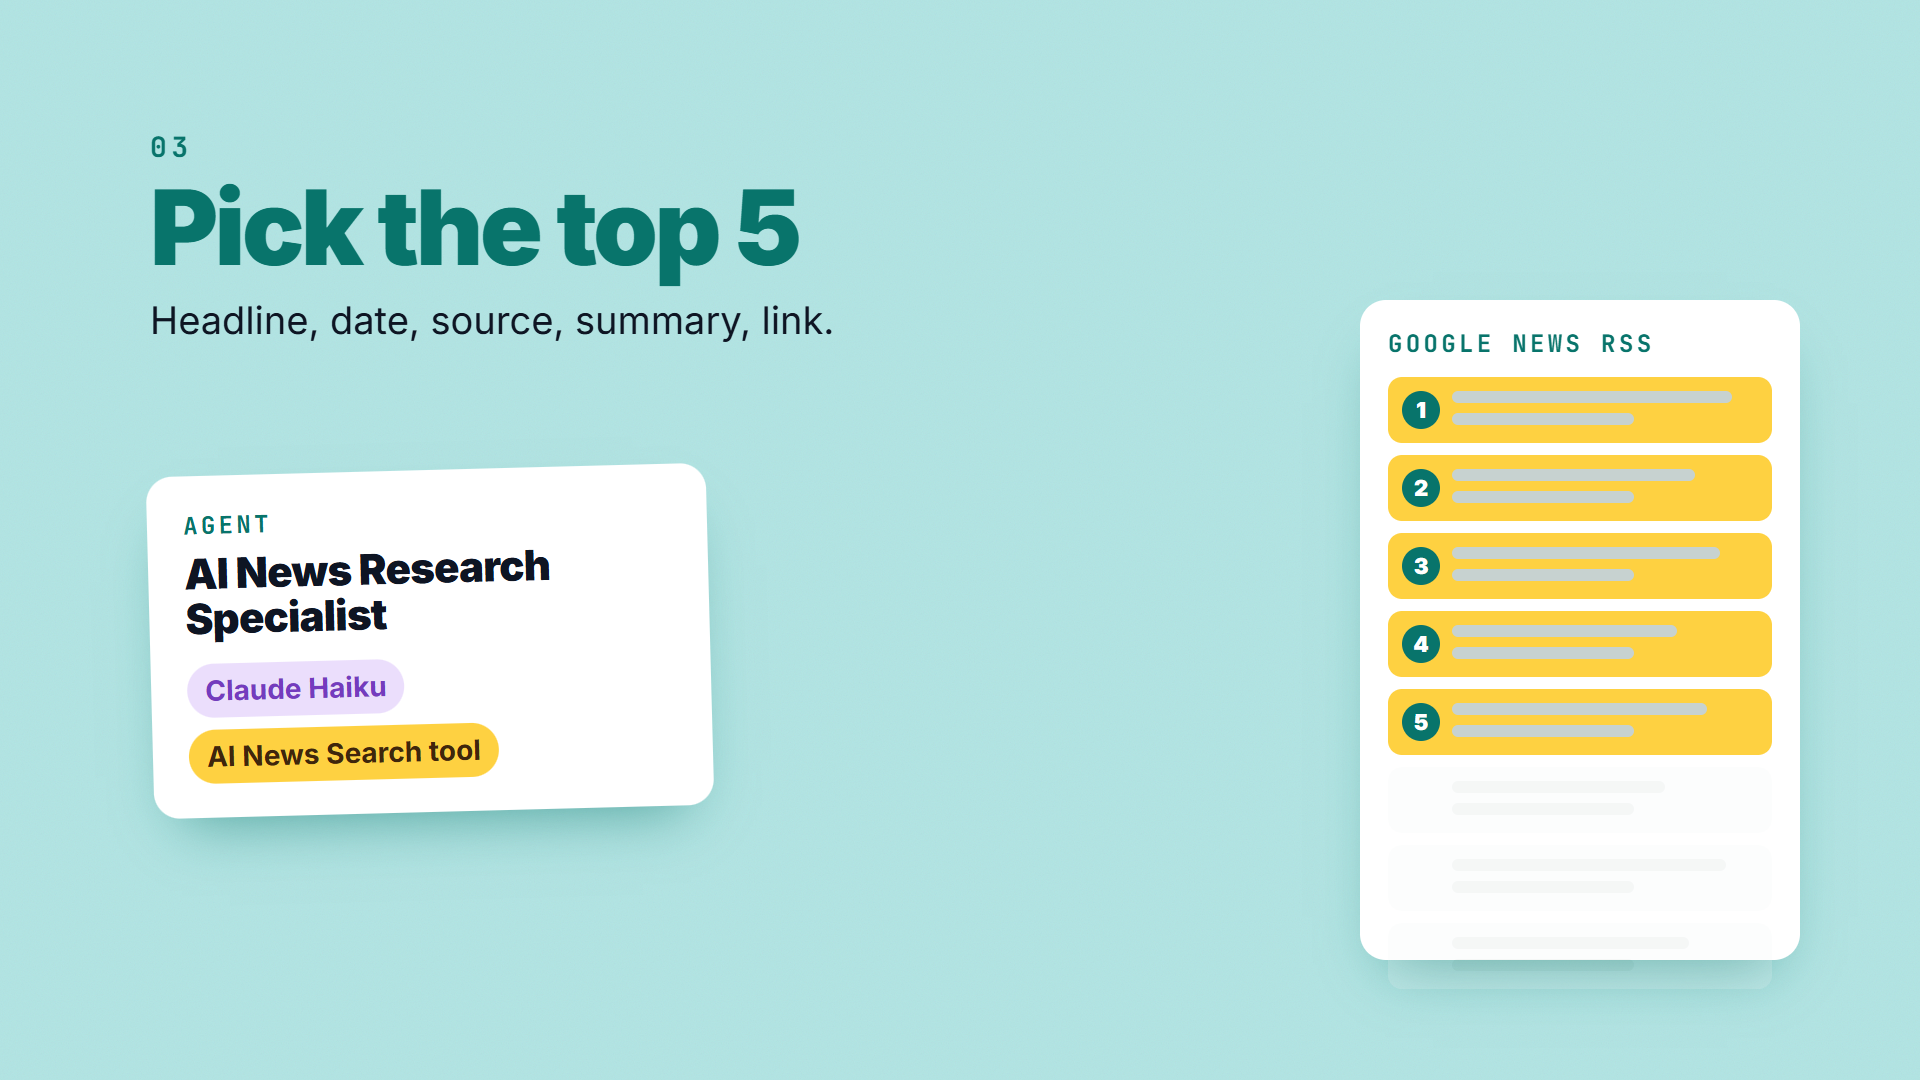 03
Pick the top 5
Headline, date, source, summary, link.
AGENT
AI News Research
Specialist
Claude Haiku
AI News Search tool
GOOGLE NEWS RSS
1
2
3
4
5